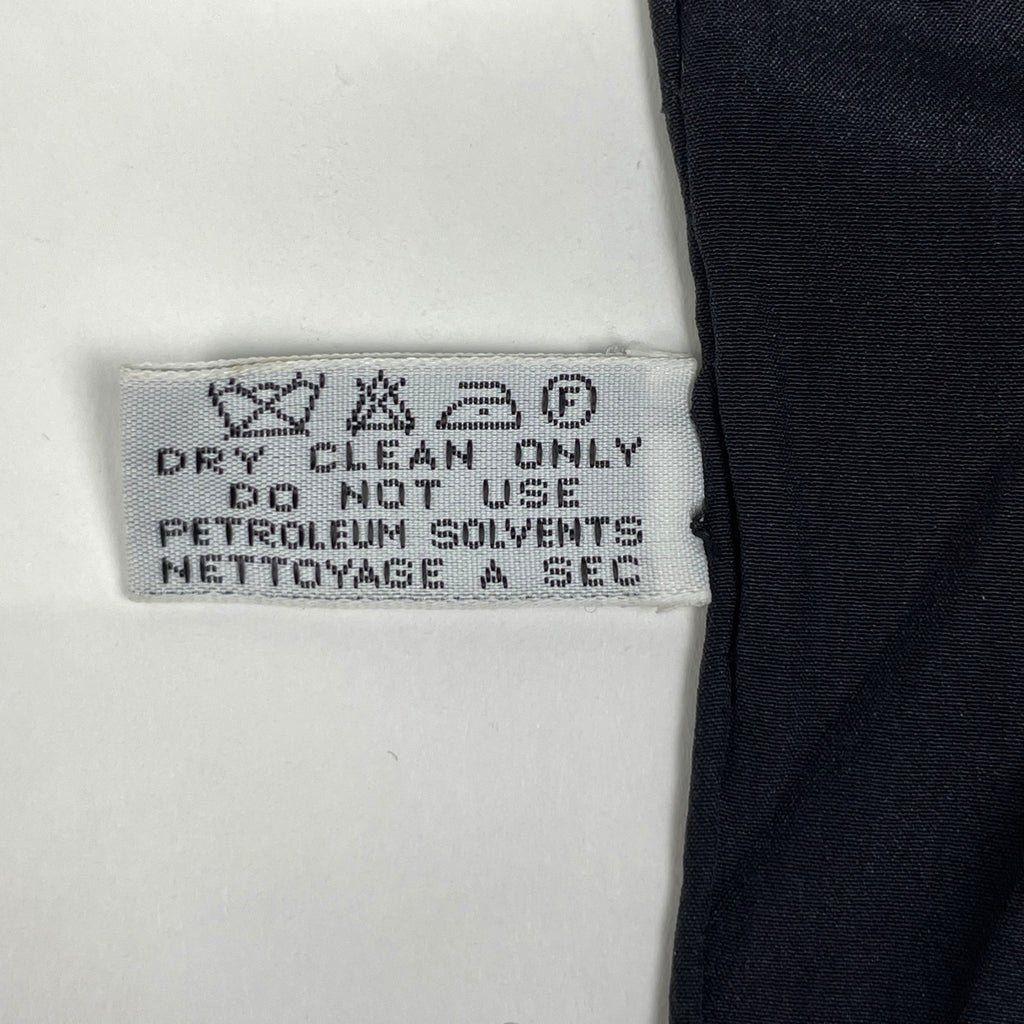 F
DRY CLEAN ONLY
DO NOT USE
PETROLEUM SOLVENTS
NETTOYAGE A SEC